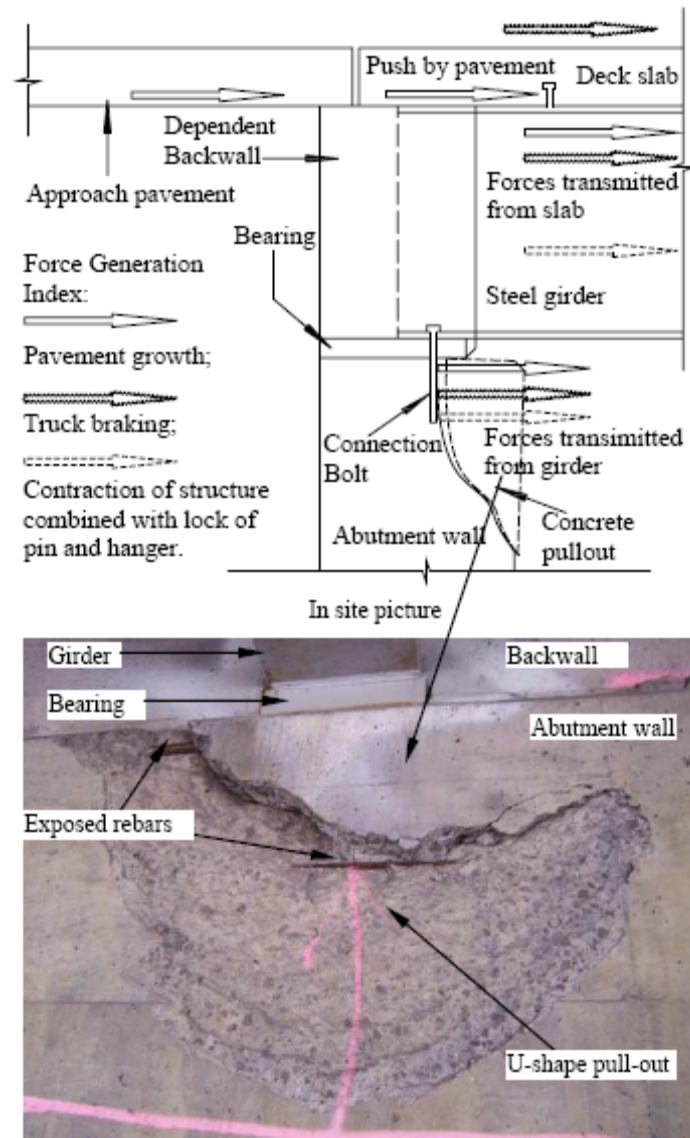 Push by pavement
Deck slab
Dependent
Backwall
Approach pavement
Forces transmitted
from slab
Bearing
Force Generation
Index:
Steel girder
Pavement growth;
Truck braking;
Connection
Bolt
Forces transimitted
from girder
Contraction of structure
combined with lock of
pin and hanger.
Concrete
pullout
Abutment wall
In site picture
Girder
Backwall
Bearing
Abutment wall
Exposed rebars
U-shape pull-out